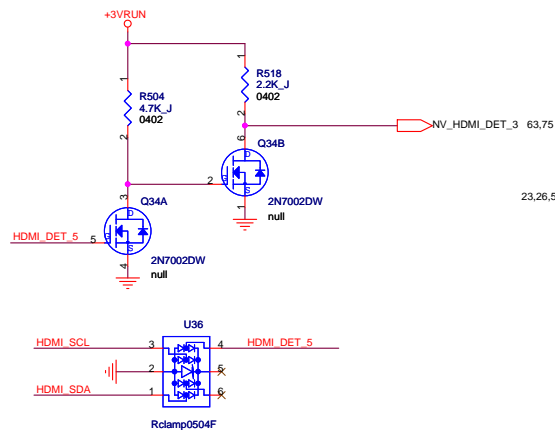 +3VRUN
1
R518
2.2K_J
0402
2
1
R504
4.7K_J
0402
2
NV_HDMI_DET_3 63,75
6
Q34B
D
G
S
2
2N7002DW
null
1
23,26,5
3
Q34A
D
G
S
HDMI_DET_5
5
2N7002DW
null
4
U36
HDMI_SCL 3 4 HDMI_DET_5
2 5
HDMI_SDA 1 6
Rclamp0504F